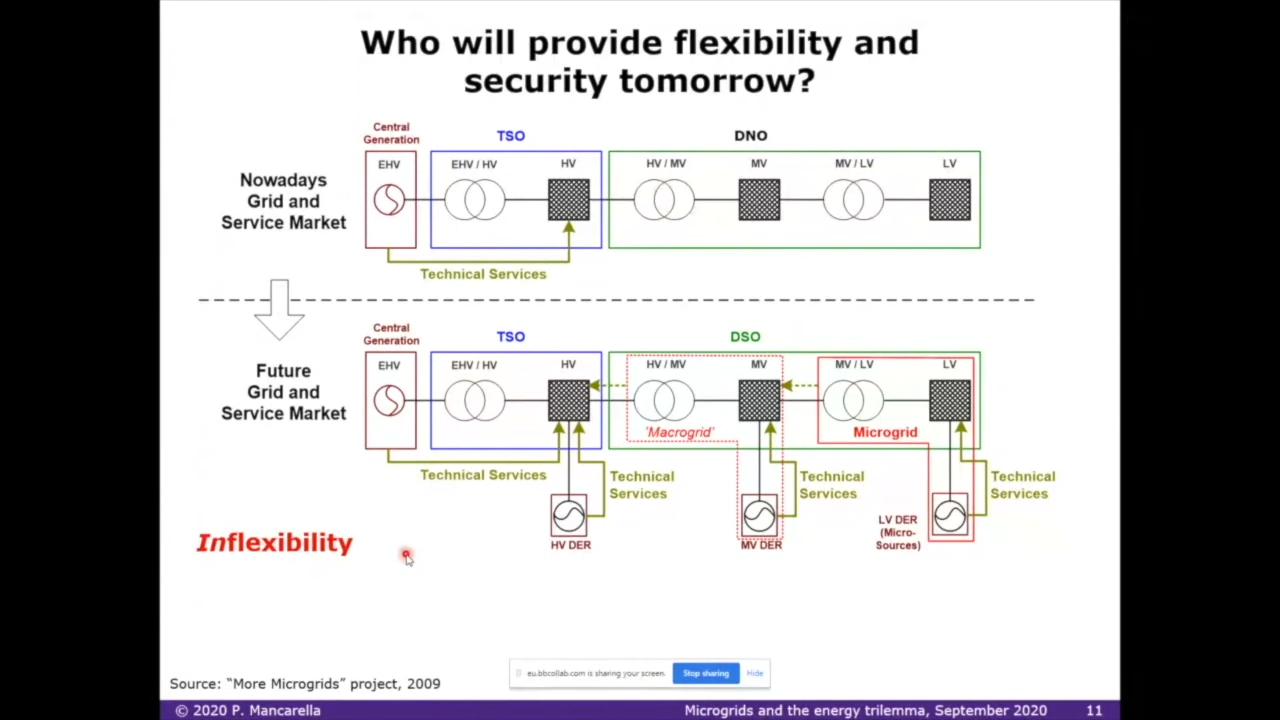 Who will provide flexibility and
security tomorrow?
Central
Generation
TSO
DNO
EHV
EHV / HV
HV
HV / MV
MV
MV / LV
LV
Nowadays
Grid and
Service Market
Technical Services
Central
Generation
TSO
DSO
EHV
EHV / HV
HV
HV / MV
MV
MV / LV
LV
Future
Grid and
Service Market
'Macrogrid'
Microgrid
Technical Services
Technical
Services
Technical
Services
Technical
Services
HV DER
MV DER
LV DER
(Micro-
Sources)
Inflexibility
eu.bbcollab.com is sharing your screen.
Stop sharing
Hide
Source: “More Microgrids” project, 2009
© 2020 P. Mancarella
Microgrids and the energy trilemma, September 2020
11